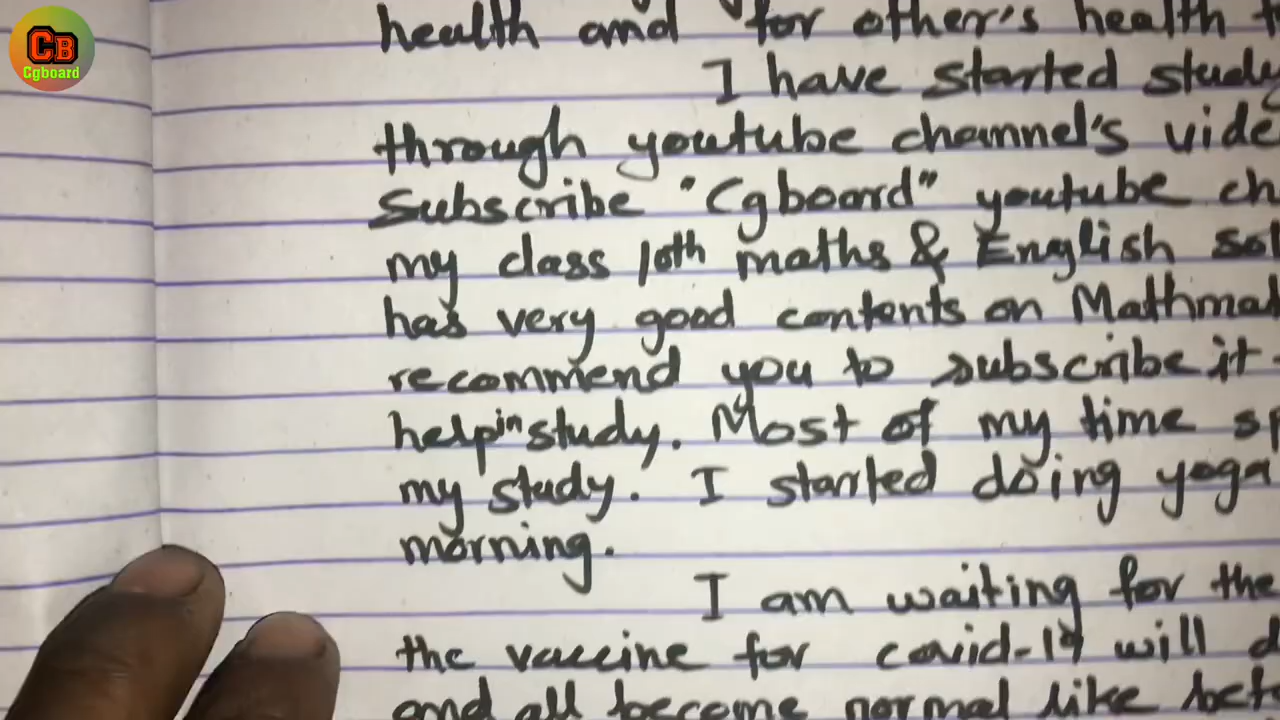 CB
Cgboard
health and for other's health
I have started study
through youtube channel's vide
Subscribe "Cgboard" youtube ch
my class 10th maths & English sol
has very good contents on Mathmat
recommend you to subscribe it
help in study. Most of my time sp
my study. I started doing yoga
morning.
I am waiting for the
the vaccine for covid-19 will d
and all become normal like bef